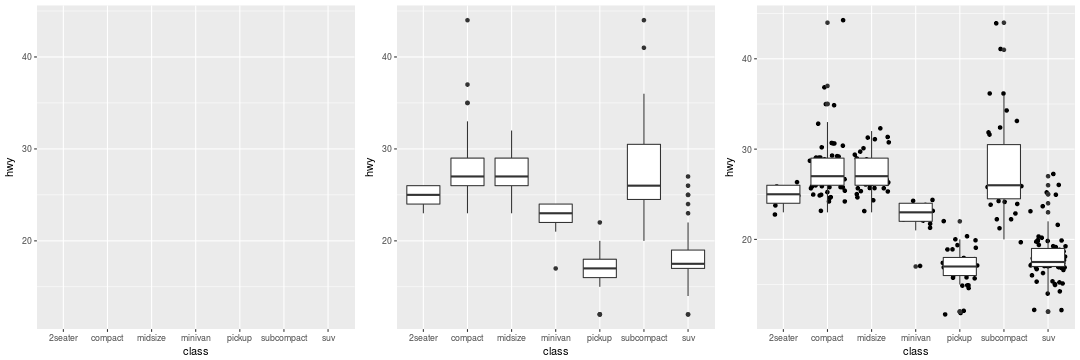 hwy
40
30
20
2seater compact midsize minivan pickup subcompact suv
class
hwy
40
30
20
2seater compact midsize minivan pickup subcompact suv
class
hwy
40
30
20
2seater compact midsize minivan pickup subcompact suv
class